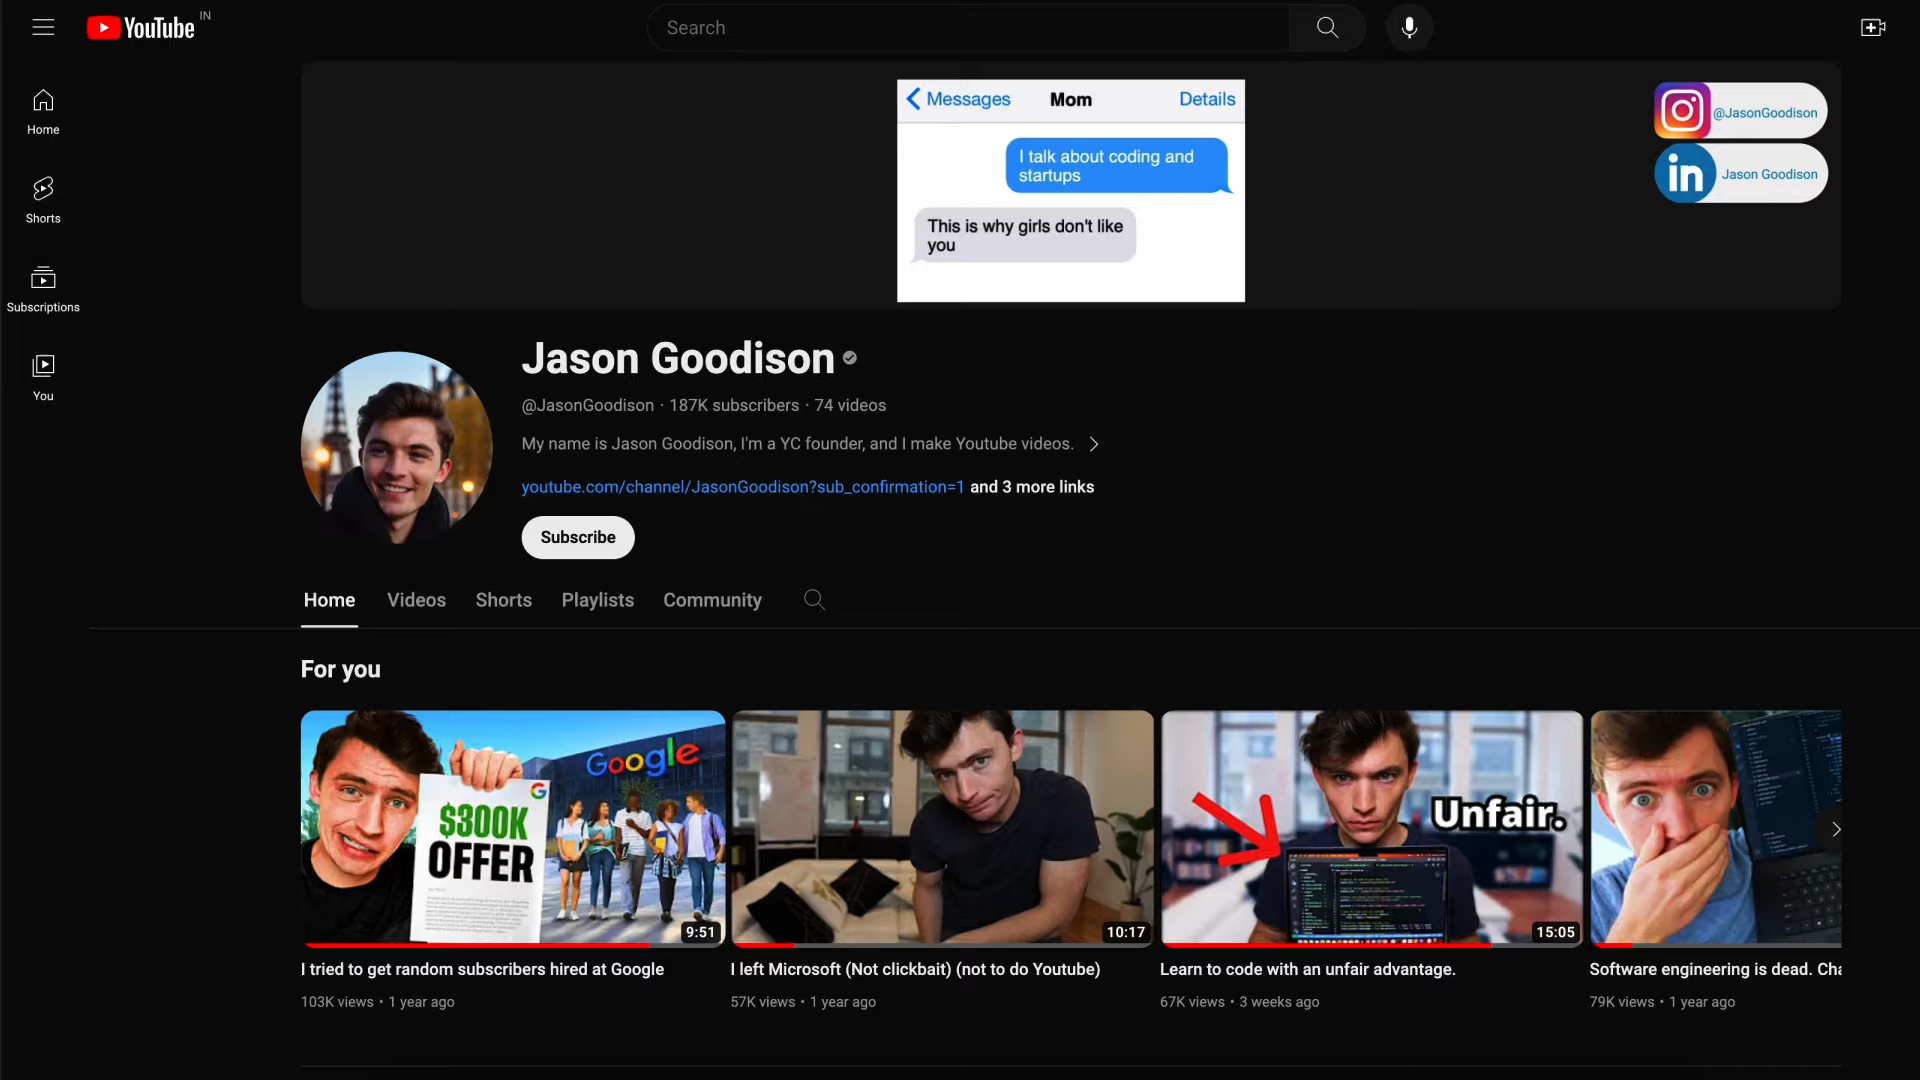 YouTube IN
Search
Home
Shorts
Subscriptions
You
Messages
Mom
Details
I talk about coding and
startups
This is why girls don't like
you
@JasonGoodison
in
Jason Goodison
Jason Goodison
@JasonGoodison · 187K subscribers · 74 videos
My name is Jason Goodison, I'm a YC founder, and I make Youtube videos.
youtube.com/channel/JasonGoodison?sub_confirmation=1 and 3 more links
Subscribe
Home
Videos
Shorts
Playlists
Community
For you
Google
G
$300K
OFFER
9:51
I tried to get random subscribers hired at Google
103K views • 1 year ago
10:17
I left Microsoft (Not clickbait) (not to do Youtube)
57K views • 1 year ago
Unfair.
15:05
Learn to code with an unfair advantage.
67K views • 3 weeks ago
Software engineering is dead.
79K views • 1 year ago